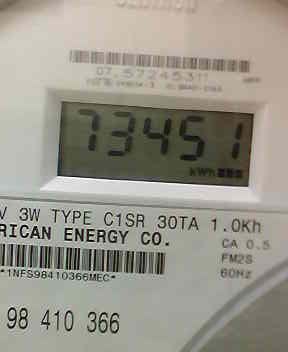 07.572453
73451
kWh
V 3W TYPE C1SR 30TA 1.0Kh
RICAN ENERGY CO.
CA 0.5
FM2S
60Hz
*1NFS98410366MEC*
98 410 366